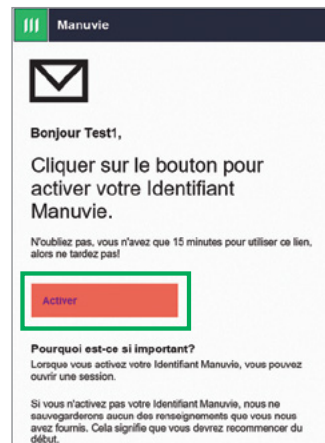 Manuvie
Bonjour Test1,
Cliquer sur le bouton pour
activer votre Identifiant
Manuvie.
N'oubliez pas, vous n'avez que 15 minutes pour utiliser ce lien,
alors ne tardez pas!
Activer
Pourquoi est-ce si important?
Lorsque vous activez votre Identifiant Manuvie, vous pouvez
ouvrir une session.
Si vous n'activez pas votre Identifiant Manuvie, nous ne
sauvegarderons aucun des renseignements que vous nous
avez fournis. Cela signifie que vous devrez recommencer du
début.